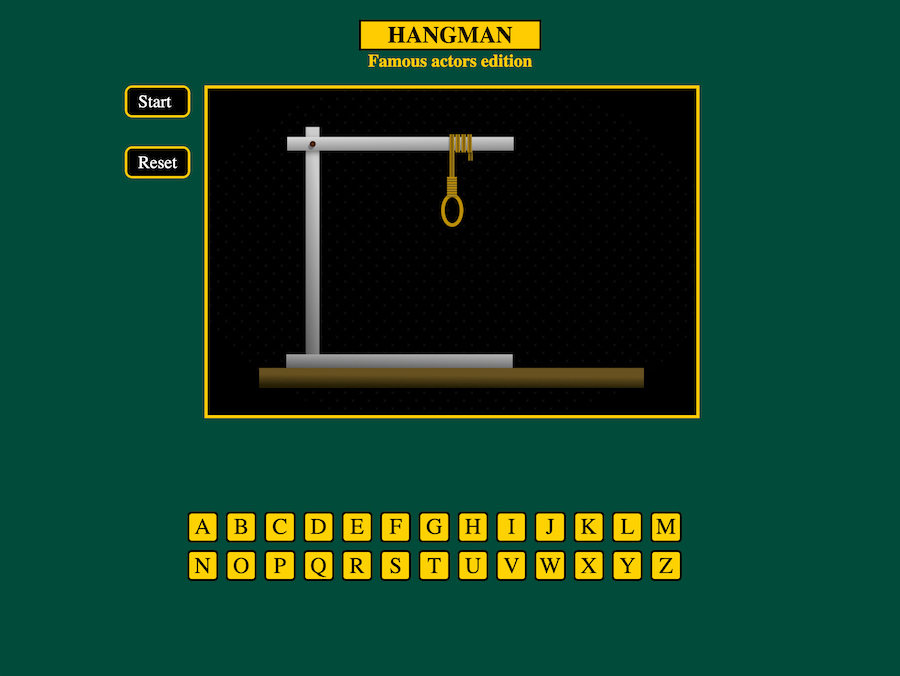 HANGMAN
Famous actors edition
Start
Reset
A B C D E F G H I J K L M
N O P Q R S T U V W X Y Z